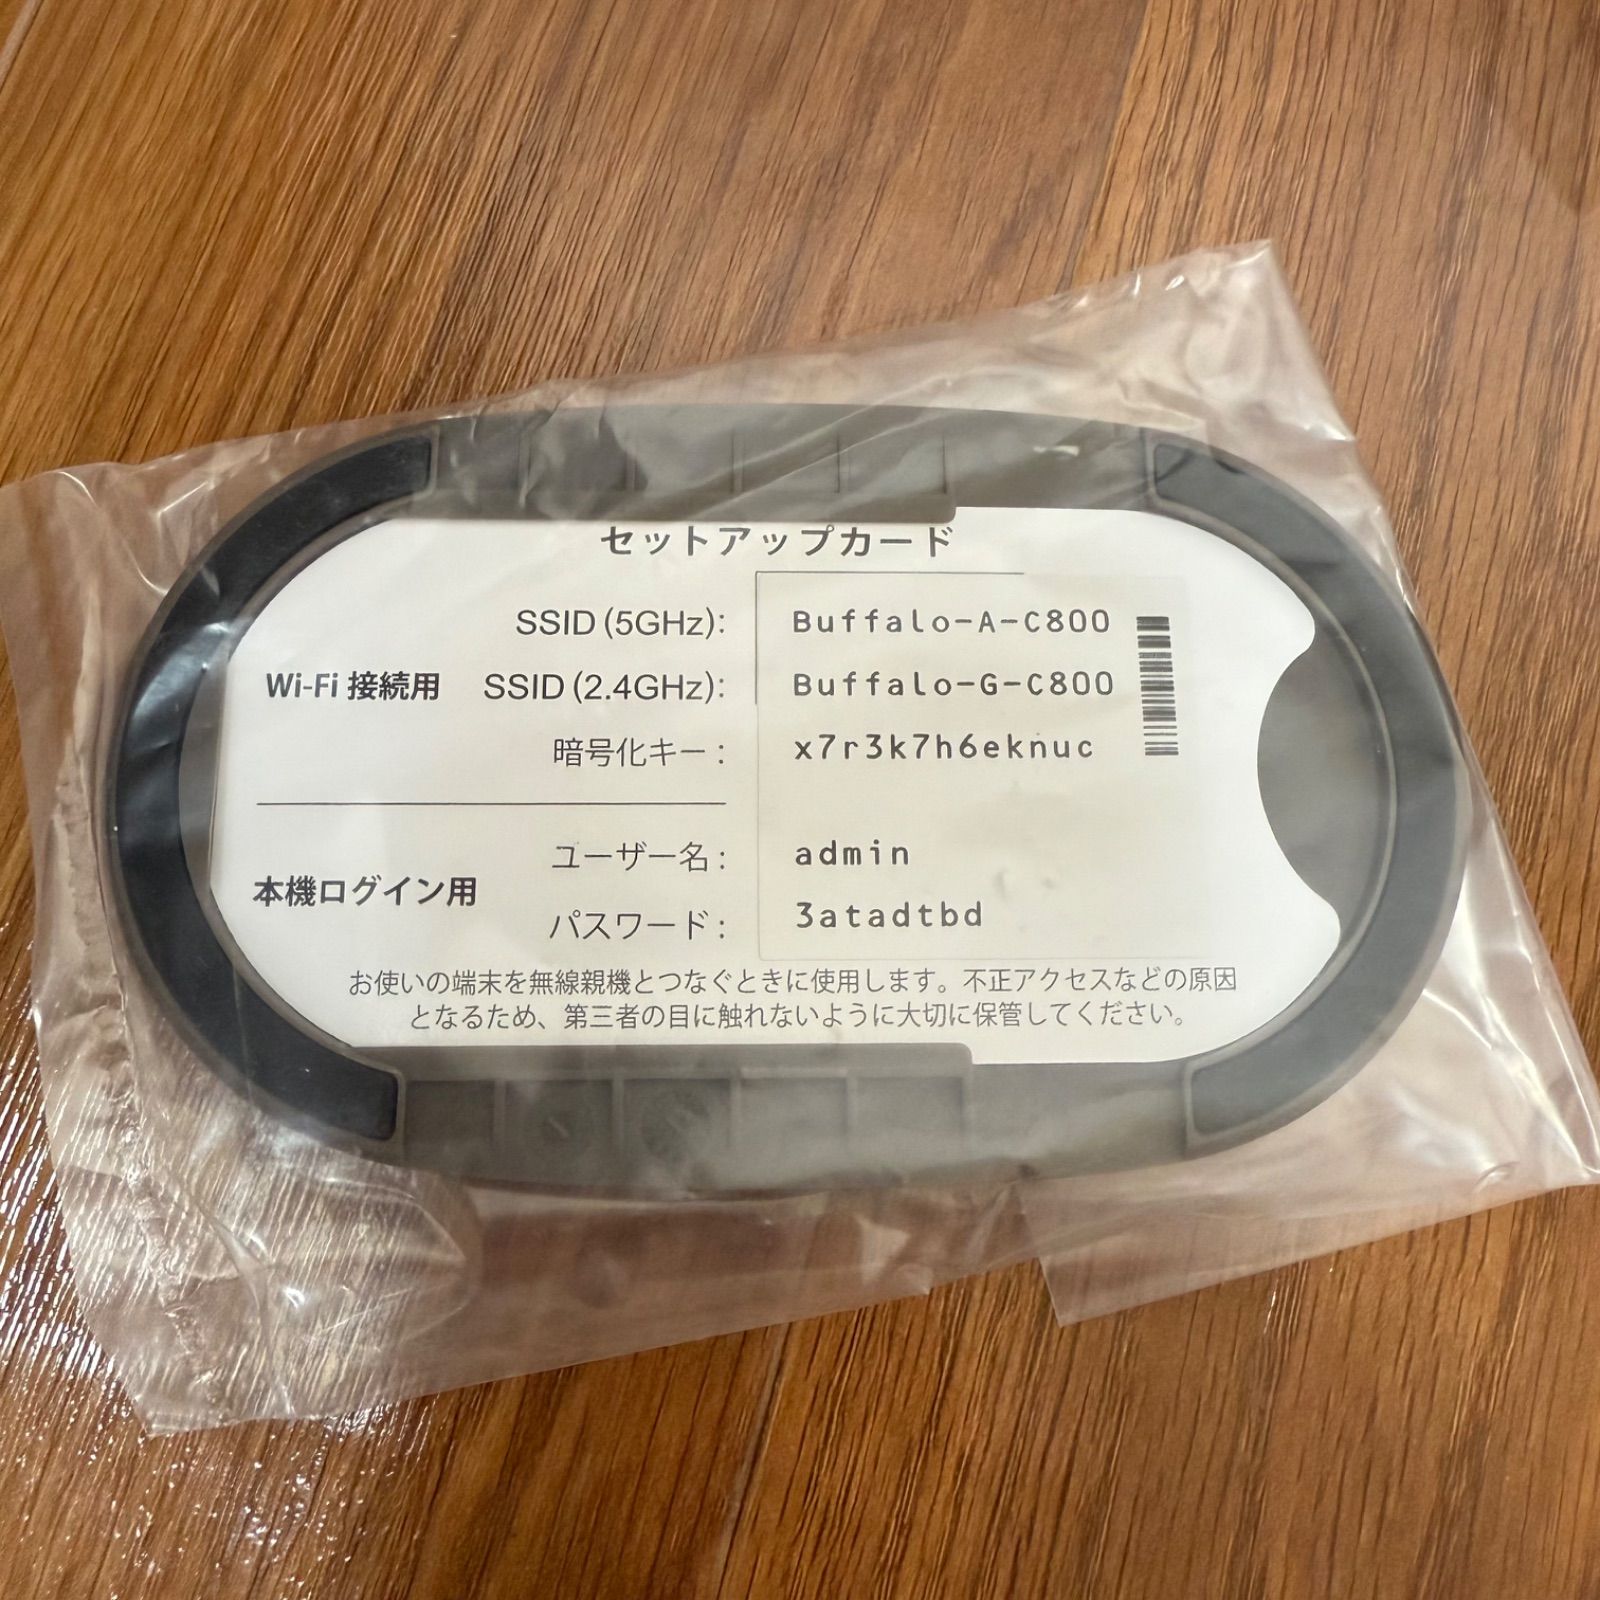 セットアップカード
SSID (5GHz): Buffalo-A-C800
Wi-Fi 接続用 SSID (2.4GHz): Buffalo-G-C800
暗号化キー : x7r3k7h6eknuc
ユーザー名 : admin
本機ログイン用
パスワード : 3atadtbd
お使いの端末を無線親機とつなぐときに使用します。不正アクセスなどの原因
となるため、第三者の目に触れないように大切に保管してください。